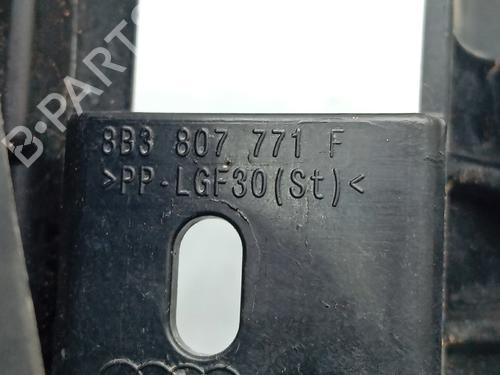 B-PARTS
8B3 807 771 F
>PP-LGF30(St)<